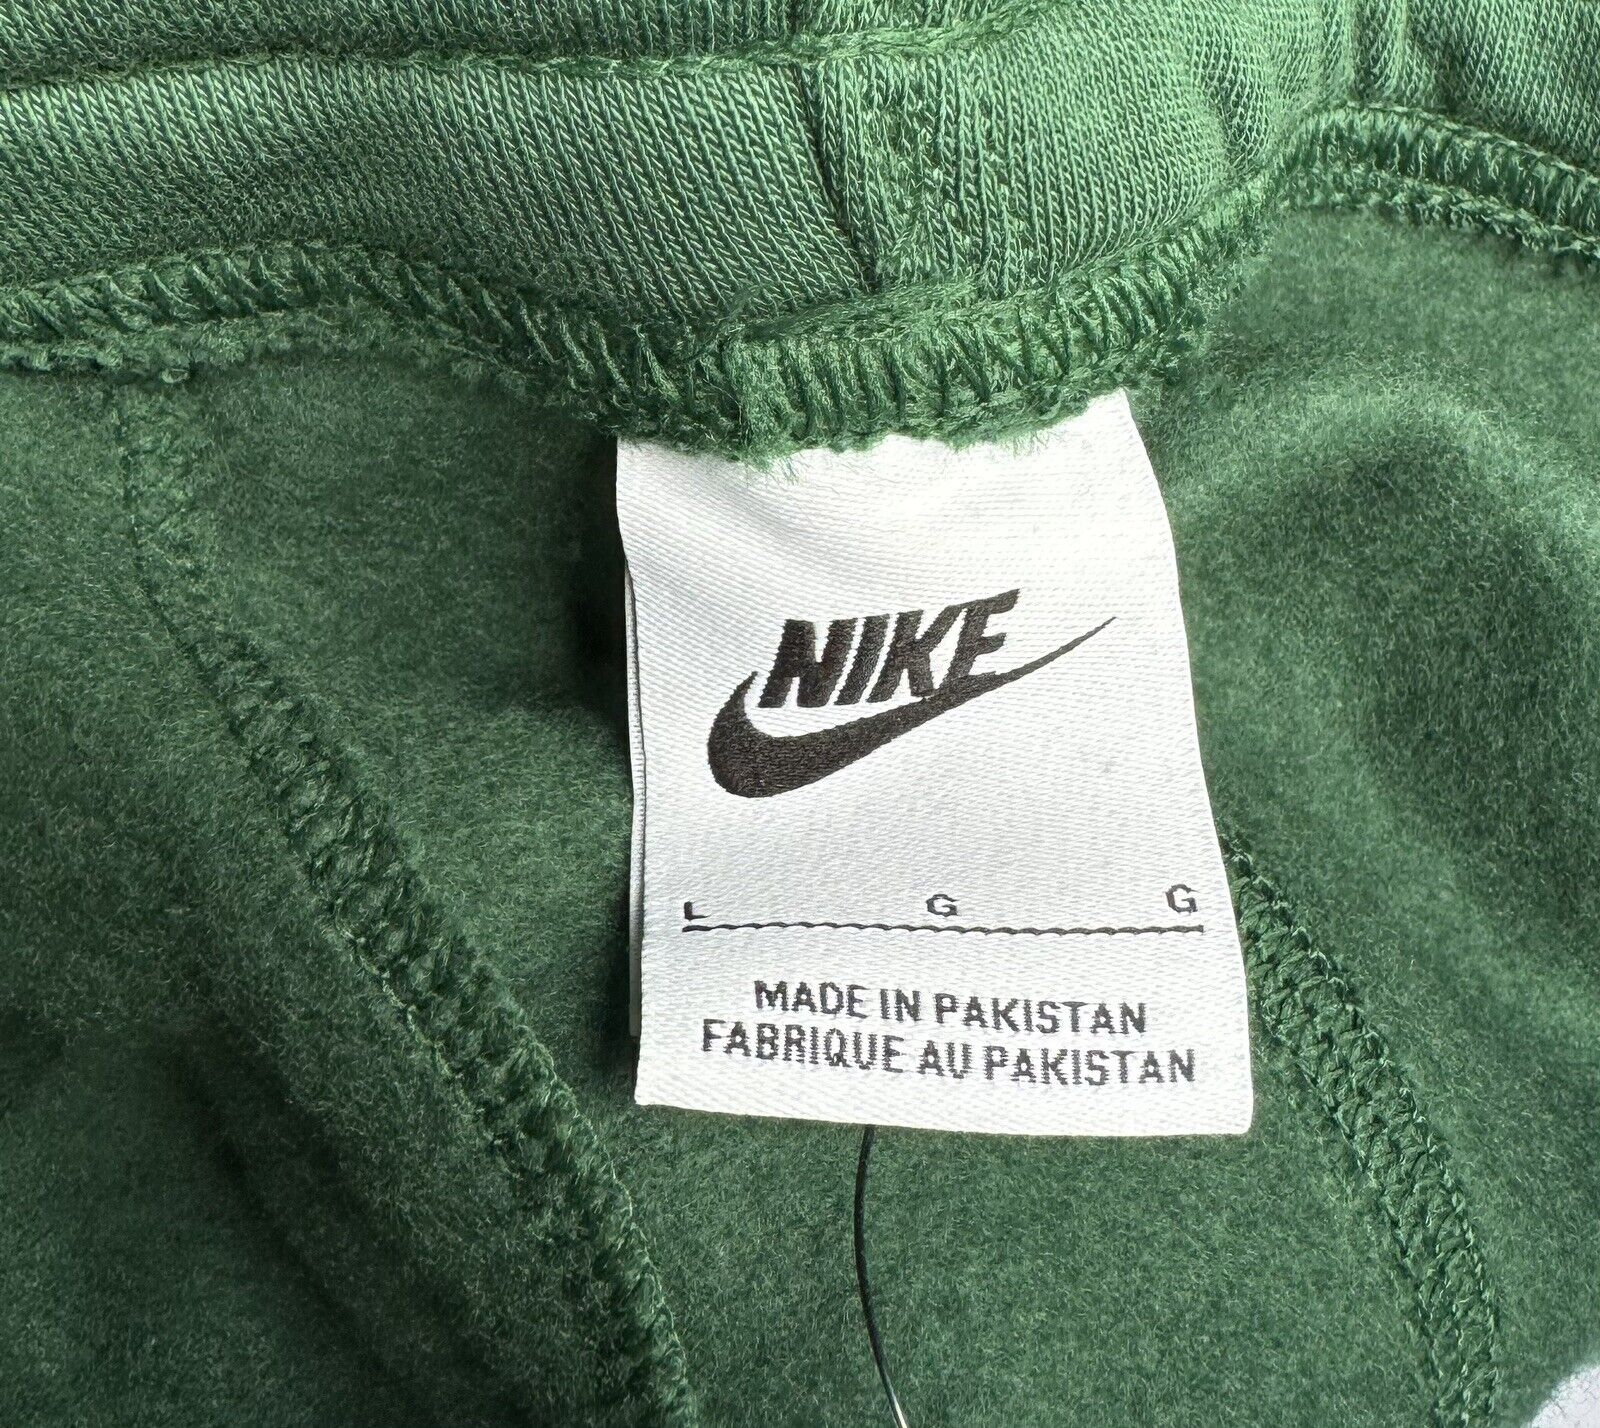 NIKE
L G G
MADE IN PAKISTAN
FABRIQUE AU PAKISTAN